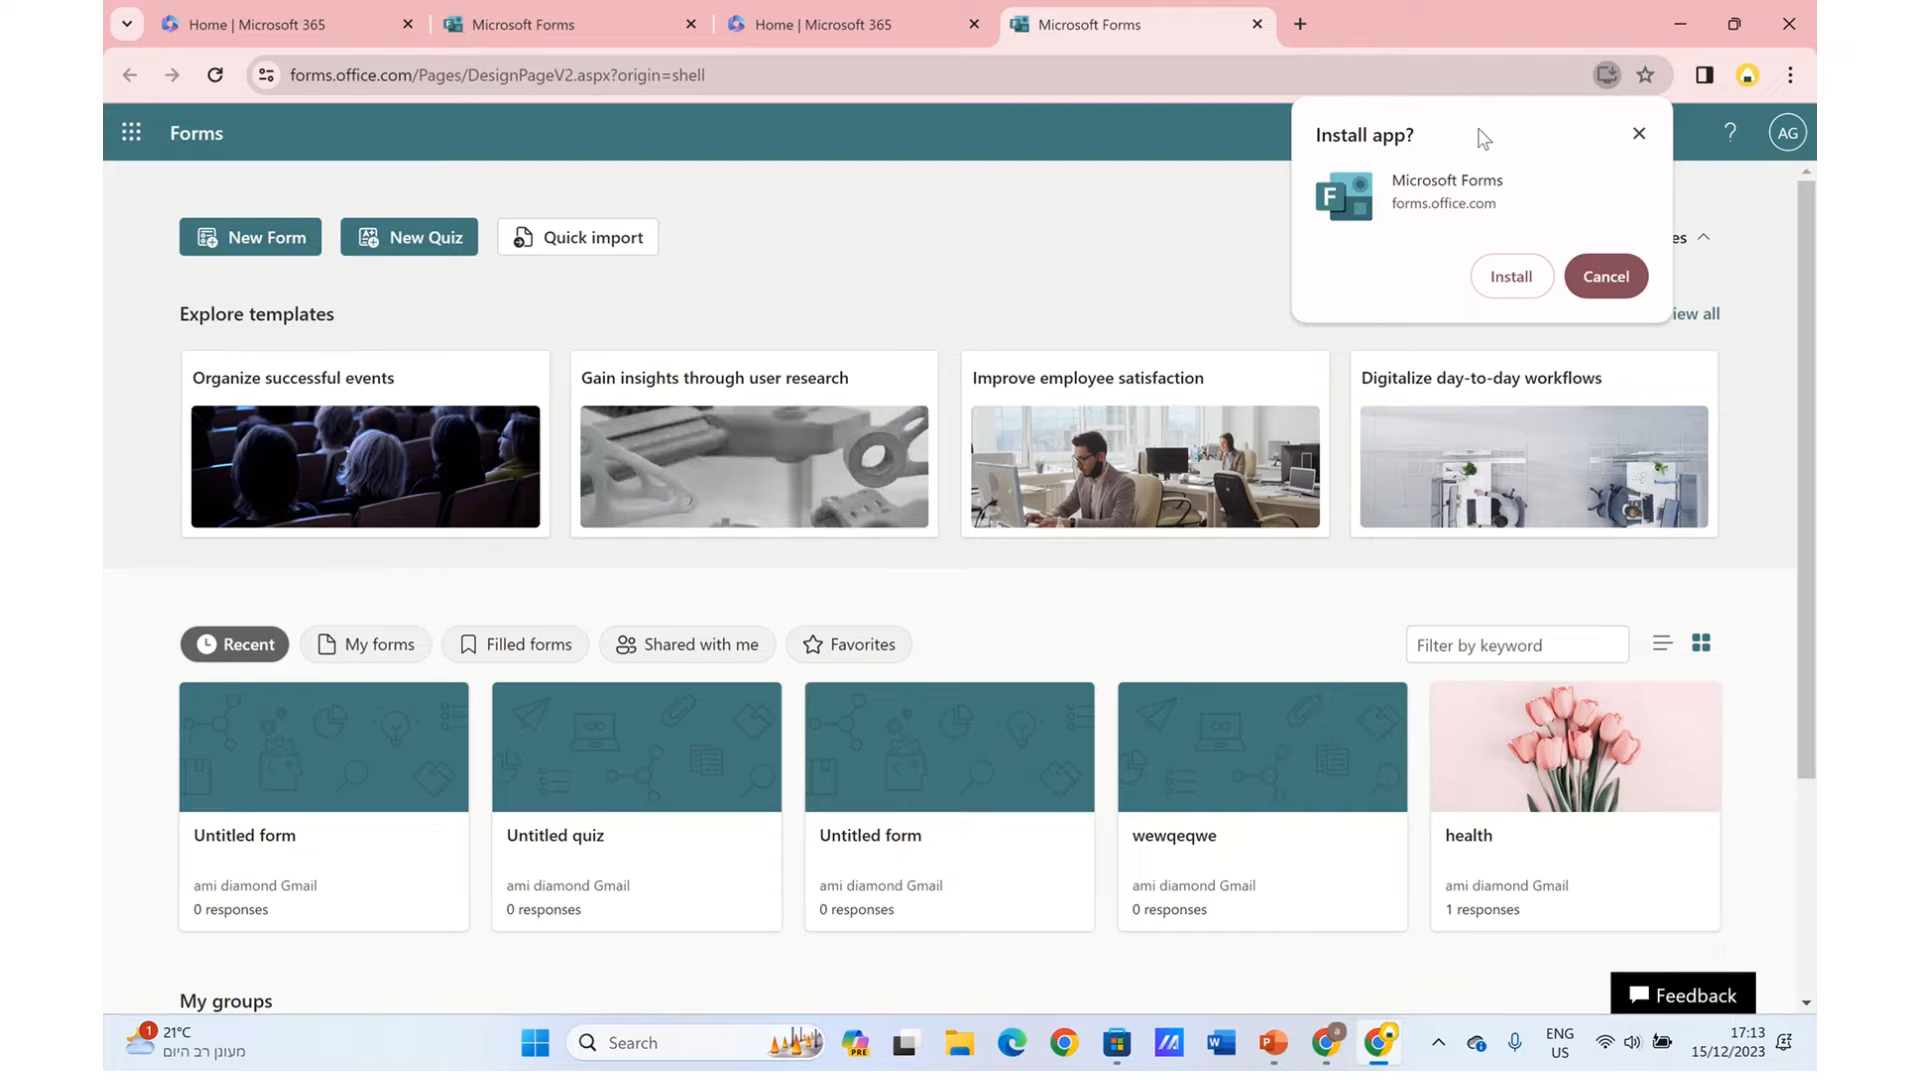 Home | Microsoft 365
Microsoft Forms
Home | Microsoft 365
Microsoft Forms
forms.office.com/Pages/DesignPageV2.aspx?origin=shell
Forms
?
AG
Install app?
Microsoft Forms
forms.office.com
Install
Cancel
New Form
New Quiz
Quick import
es
Explore templates
iew all
Organize successful events
Gain insights through user research
Improve employee satisfaction
Digitalize day-to-day workflows
Recent
My forms
Filled forms
Shared with me
Favorites
Filter by keyword
Untitled form
ami diamond Gmail
0 responses
Untitled quiz
ami diamond Gmail
0 responses
Untitled form
ami diamond Gmail
0 responses
wewqeqwe
ami diamond Gmail
0 responses
health
ami diamond Gmail
1 responses
My groups
Feedback
1
21°C
מעונן רב היום
Search
PRE
ENG
US
17:13
15/12/2023